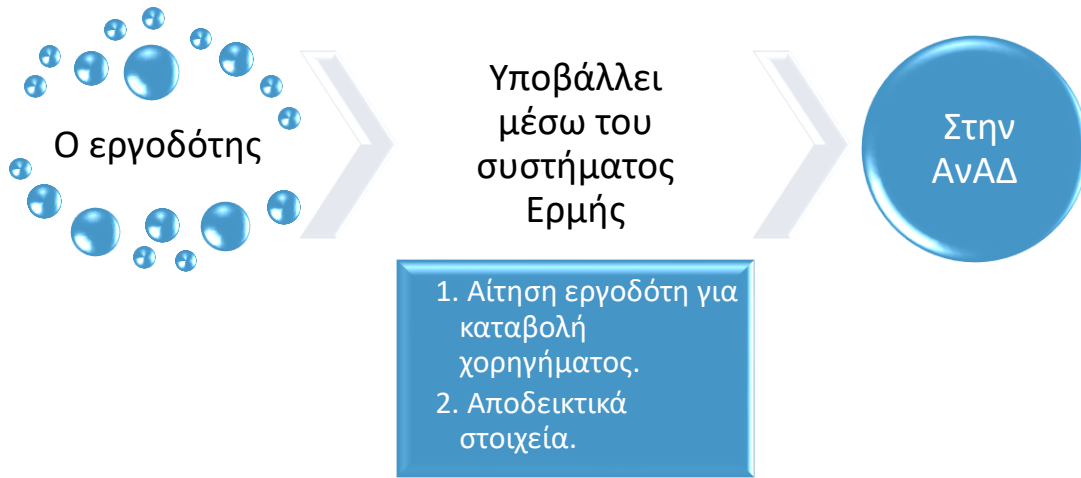 Ο εργοδότης
Υποβάλλει
μέσω του
συστήματος
Ερμής
Στην
ΑνΑΔ
1. Αίτηση εργοδότη για
καταβολή
χορηγήματος.
2. Αποδεικτικά
στοιχεία.